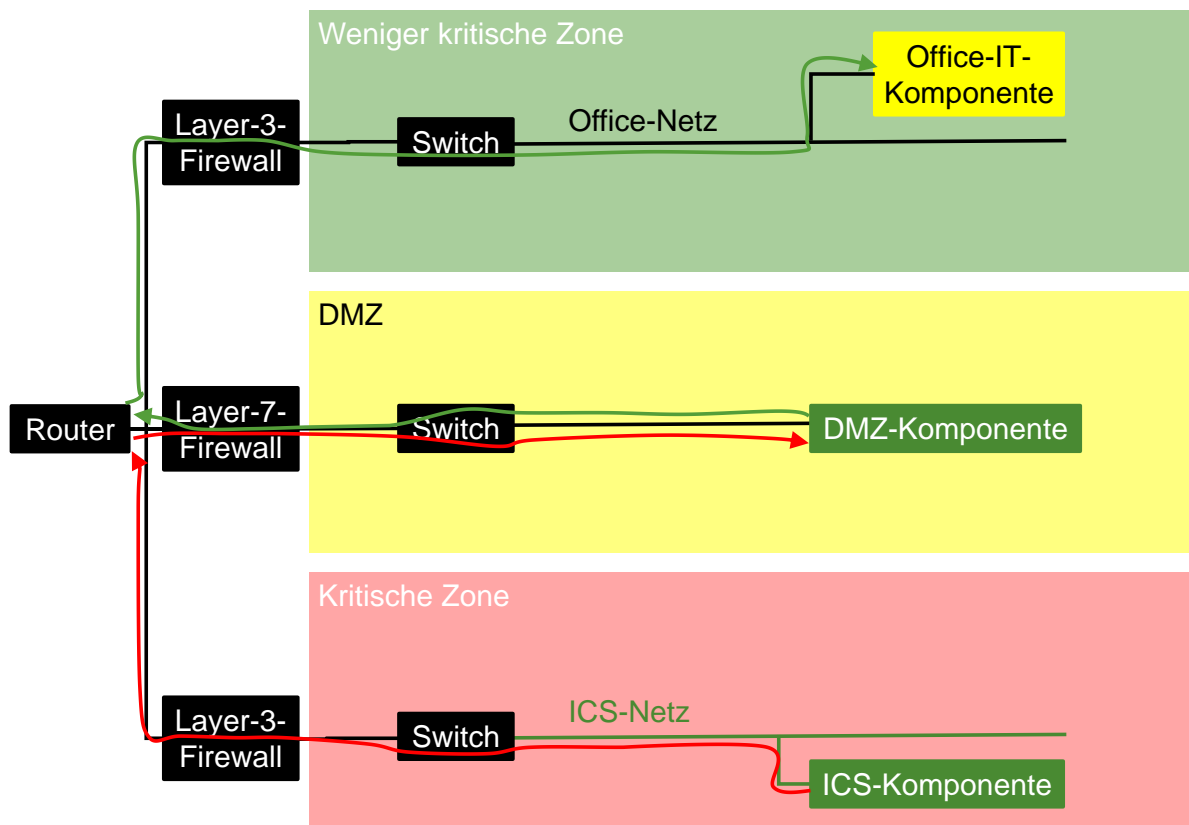 Weniger kritische Zone
Office-IT-
Komponente
Layer-3-
Firewall
Switch
Office-Netz
DMZ
Router
Layer-7-
Firewall
Switch
DMZ-Komponente
Kritische Zone
Layer-3-
Firewall
Switch
ICS-Netz
ICS-Komponente